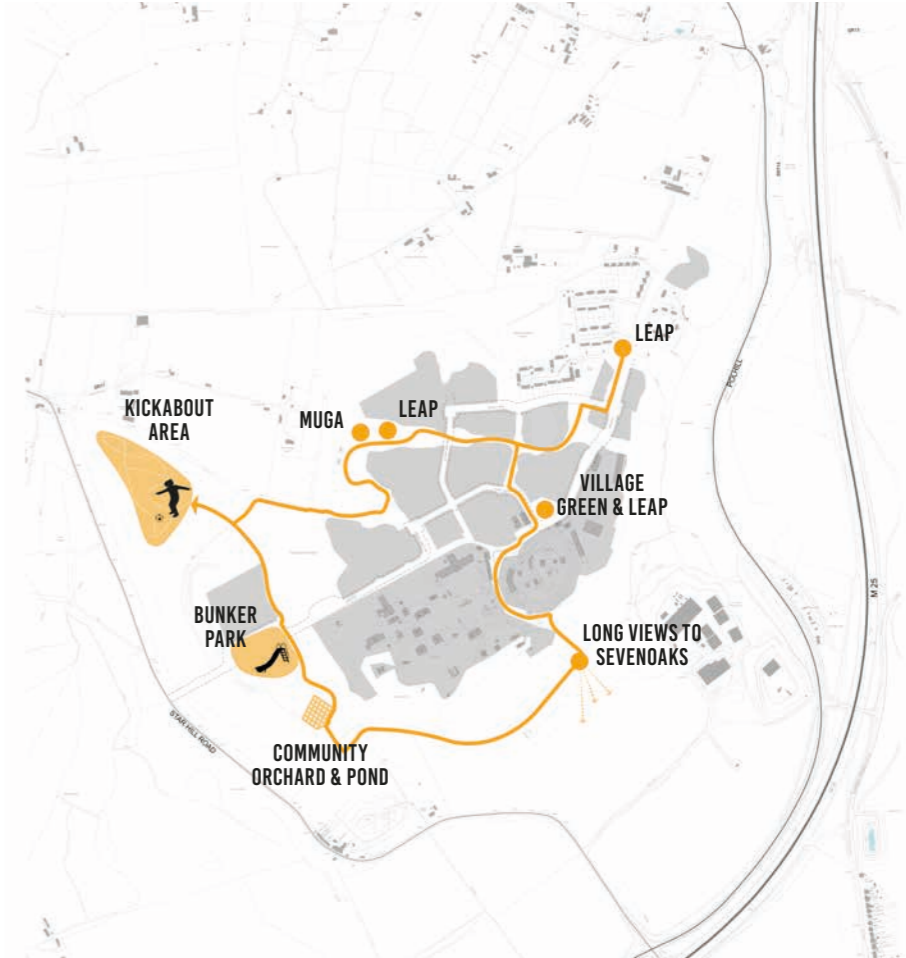 LEAP
POLHILL
KICKABOUT
AREA
MUGA
LEAP
VILLAGE
GREEN & LEAP
M 25
BUNKER
PARK
LONG VIEWS TO
SEVENOAKS
STAR HILL ROAD
COMMUNITY
ORCHARD & POND